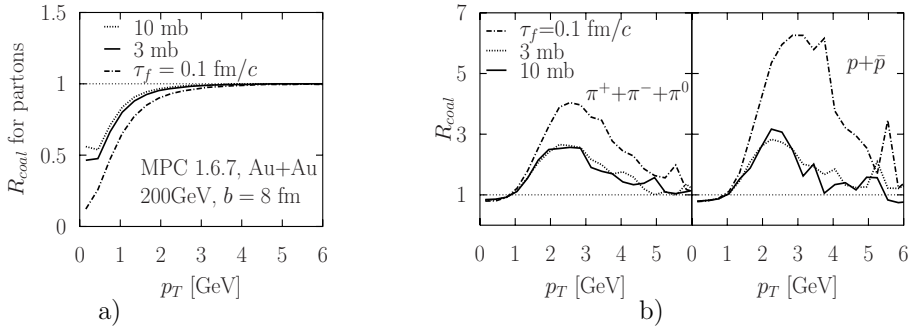 1.5
1
0.5
0
R_coal for partons
10 mb
3 mb
τ_f = 0.1 fm/c
MPC 1.6.7, Au+Au
200GeV, b = 8 fm
0 1 2 3 4 5 6
p_T [GeV]
a)
7
5
3
1
R_coal
τ_f=0.1 fm/c
3 mb
10 mb
π⁺+π⁻+π⁰
0 1 2 3 4 5
p_T [GeV]
p+p̄
0 1 2 3 4 5 6
p_T [GeV]
b)